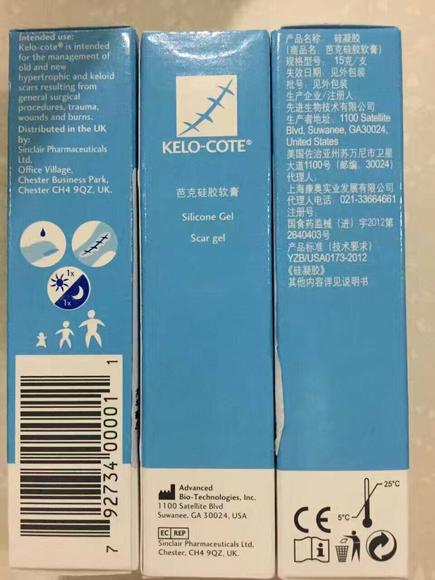 Intended use:
Kelo-cote® is intended
for the management of
old and new
hypertrophic and keloid
scars resulting from
general surgical
procedures, trauma,
wounds and burns.
Distributed in the UK
by:
Sinclair Pharmaceuticals
Ltd.
Office Village,
Chester Business Park,
Chester CH4 9QZ, UK.
1x
1x
7 92734 00001 1
KELO-COTE®
芭克硅胶软膏
Silicone Gel
Scar gel
Advanced
Bio-Technologies, Inc.
1100 Satellite Blvd
Suwanee, GA 30024, USA
EC REP
Sinclair Pharmaceuticals Ltd.
Chester, CH4 9QZ, UK.
产品名称: 硅凝胶
(商品名: 芭克硅胶软膏)
规格型号: 15克/支
失效日期: 见外包装
批号: 见外包装
生产企业/注册人:
先进生物技术有限公司
生产者地址: 1100 Satellite
Blvd, Suwanee, GA30024,
United States
美国佐治亚州苏万尼市卫星
大道1100号 (邮编: 30024)
代理人:
上海康奥实业发展有限公司
代理人电话: 021-33664661
注册号:
国食药监械 (进) 字2012第
2640403号
产品标准 (技术要求)
YZB/USA0173-2012
《硅凝胶》
其他内容详见说明书
CE
5°C
25°C